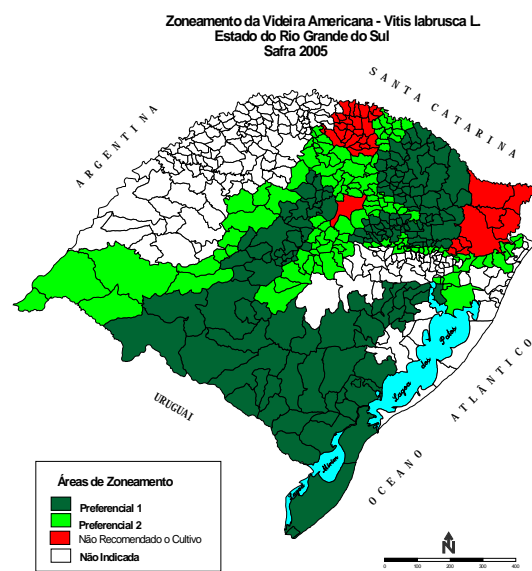 Zoneamento da Videira Americana - Vitis labrusca L.
Estado do Rio Grande do Sul
Safra 2005
SANTA CATARINA
ARGENTINA
URUGUAI
OCEANO ATLÂNTICO
Lagoa dos Patos
Lagoa Mirim
Áreas de Zoneamento
Preferencial 1
Preferencial 2
Não Recomendado o Cultivo
Não Indicada
N
0 100 200 300 400